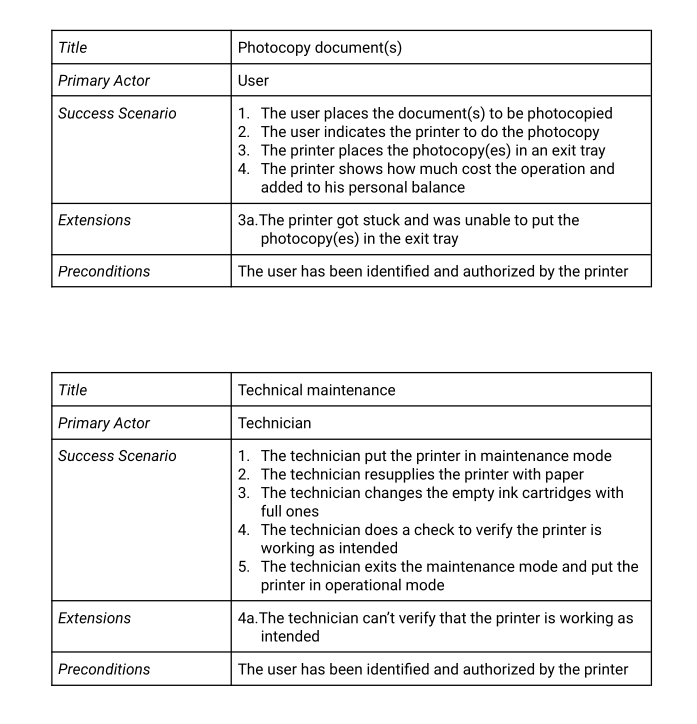 Title Photocopy document(s)
Primary Actor User
Success Scenario 1. The user places the document(s) to be photocopied
2. The user indicates the printer to do the photocopy
3. The printer places the photocopy(es) in an exit tray
4. The printer shows how much cost the operation and
added to his personal balance
Extensions 3a.The printer got stuck and was unable to put the
photocopy(es) in the exit tray
Preconditions The user has been identified and authorized by the printer
Title Technical maintenance
Primary Actor Technician
Success Scenario 1. The technician put the printer in maintenance mode
2. The technician resupplies the printer with paper
3. The technician changes the empty ink cartridges with
full ones
4. The technician does a check to verify the printer is
working as intended
5. The technician exits the maintenance mode and put the
printer in operational mode
Extensions 4a.The technician can’t verify that the printer is working as
intended
Preconditions The user has been identified and authorized by the printer